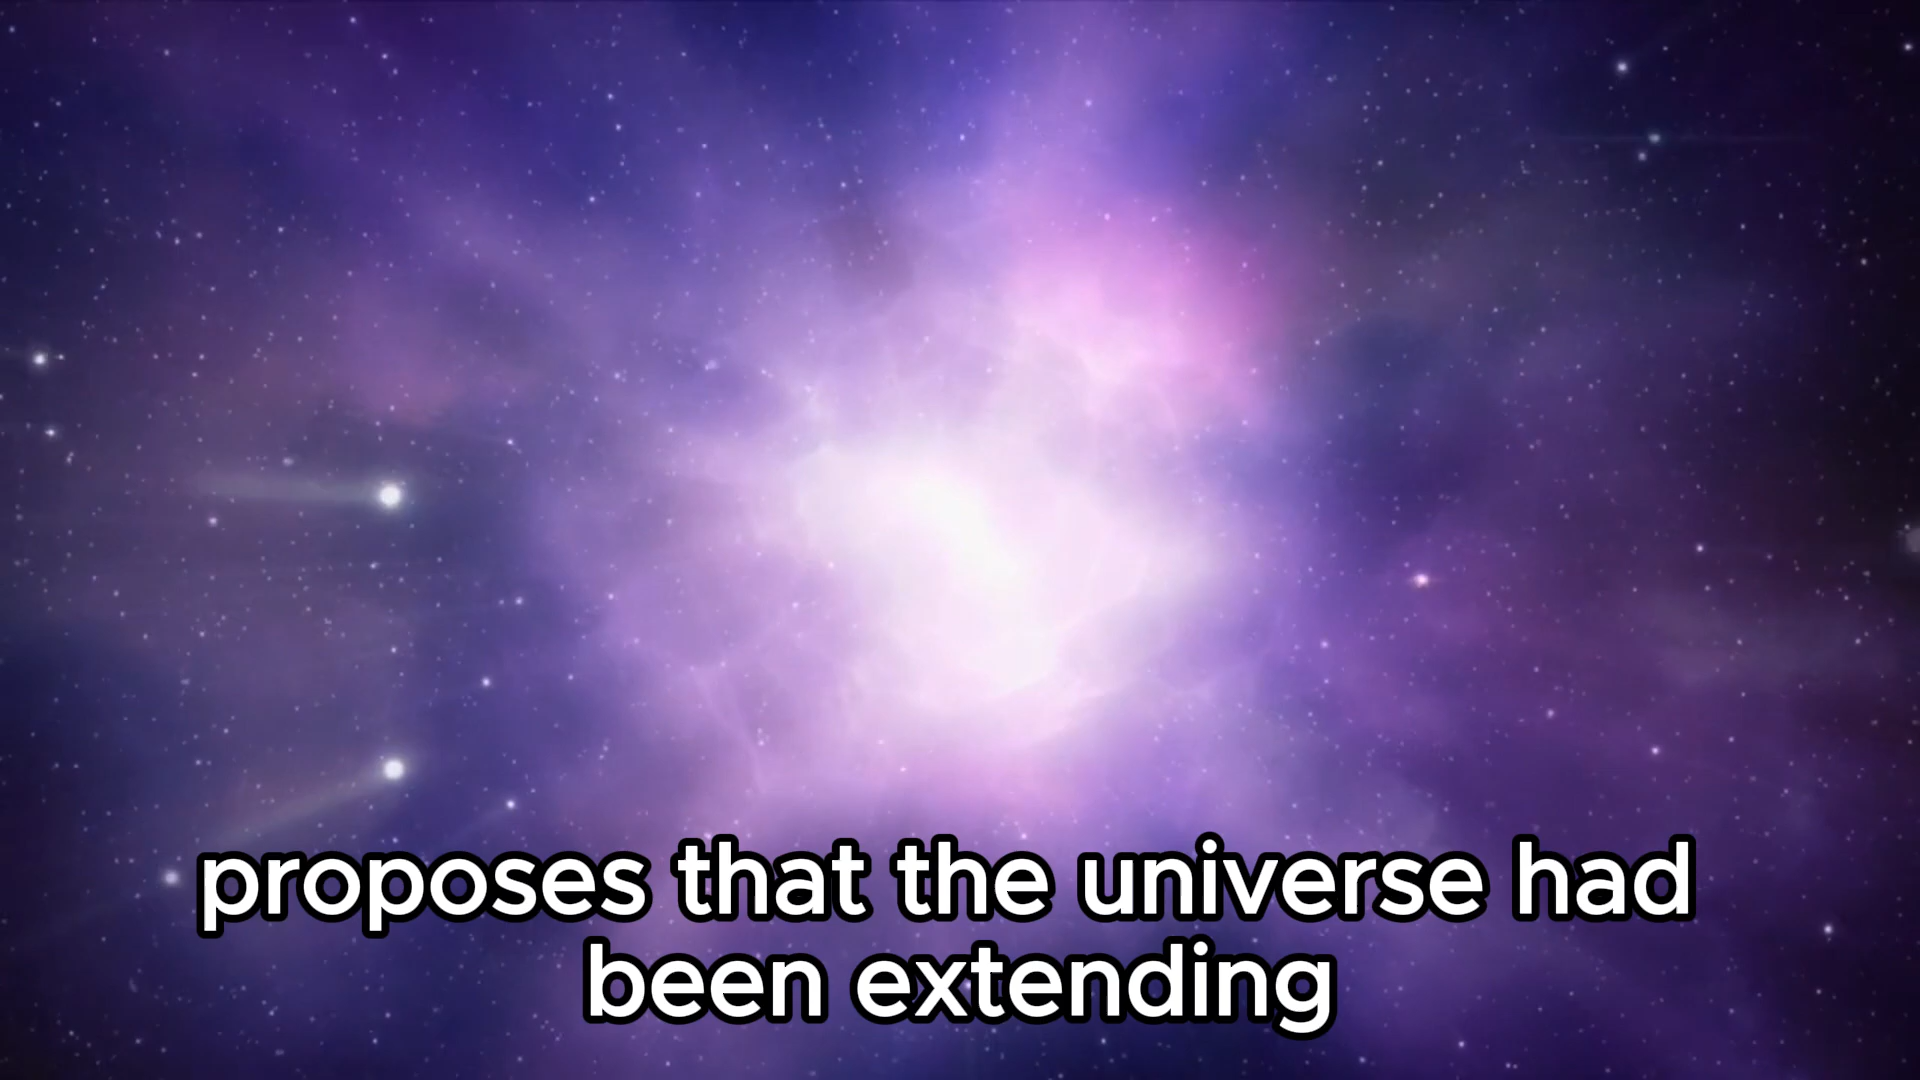 proposes that the universe had
been extending